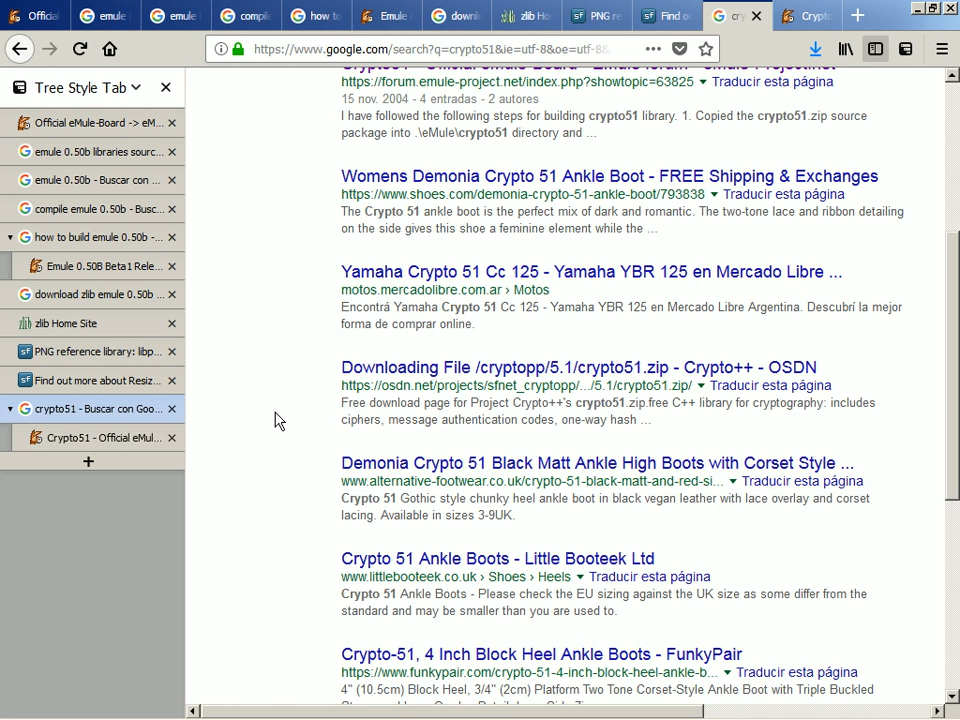 Official
emule
emule
compile
how to
Emule
downl
zlib Ho
PNG re
Find o
cry
Crypto
https://www.google.com/search?q=crypto51&ie=utf-8&oe=utf-8&
Tree Style Tab
Official eMule-Board -> eM...
emule 0.50b libraries sourc...
emule 0.50b - Buscar con ...
compile emule 0.50b - Busc...
how to build emule 0.50b -...
Emule 0.50B Beta1 Rele...
download zlib emule 0.50b ...
zlib Home Site
PNG reference library: libp...
Find out more about Resiz...
crypto51 - Buscar con Goo...
Crypto51 - Official eMul...
Crypto51 - Official eMule-Board - Emule forum - eMule Project.net
https://forum.emule-project.net/index.php?showtopic=63825 Traducir esta página
15 nov. 2004 - 4 entradas - 2 autores
I have followed the following steps for building crypto51 library. 1. Copied the crypto51.zip source
package into .\eMule\crypto51 directory and ...
Womens Demonia Crypto 51 Ankle Boot - FREE Shipping & Exchanges
https://www.shoes.com/demonia-crypto-51-ankle-boot/793838 Traducir esta página
The Crypto 51 ankle boot is the perfect mix of dark and romantic. The two-tone lace and ribbon detailing
on the side gives this shoe a feminine element while the ...
Yamaha Crypto 51 Cc 125 - Yamaha YBR 125 en Mercado Libre ...
motos.mercadolibre.com.ar › Motos
Encontrá Yamaha Crypto 51 Cc 125 - Yamaha YBR 125 en Mercado Libre Argentina. Descubrí la mejor
forma de comprar online.
Downloading File /cryptopp/5.1/crypto51.zip - Crypto++ - OSDN
https://osdn.net/projects/sfnet_cryptopp/.../5.1/crypto51.zip/ Traducir esta página
Free download page for Project Crypto++'s crypto51.zip.free C++ library for cryptography: includes
ciphers, message authentication codes, one-way hash ...
Demonia Crypto 51 Black Matt Ankle High Boots with Corset Style ...
www.alternative-footwear.co.uk/crypto-51-black-matt-and-red-si... Traducir esta página
Crypto 51 Gothic style chunky heel ankle boot in black vegan leather with lace overlay and corset
lacing. Available in sizes 3-9UK.
Crypto 51 Ankle Boots - Little Booteek Ltd
www.littlebooteek.co.uk › Shoes › Heels Traducir esta página
Crypto 51 Ankle Boots - Please check the EU sizing against the UK size as some differ from the
standard and may be smaller than you are used to.
Crypto-51, 4 Inch Block Heel Ankle Boots - FunkyPair
https://www.funkypair.com/crypto-51-4-inch-block-heel-ankle-b... Traducir esta página
4" (10.5cm) Block Heel, 3/4" (2cm) Platform Two Tone Corset-Style Ankle Boot with Triple Buckled